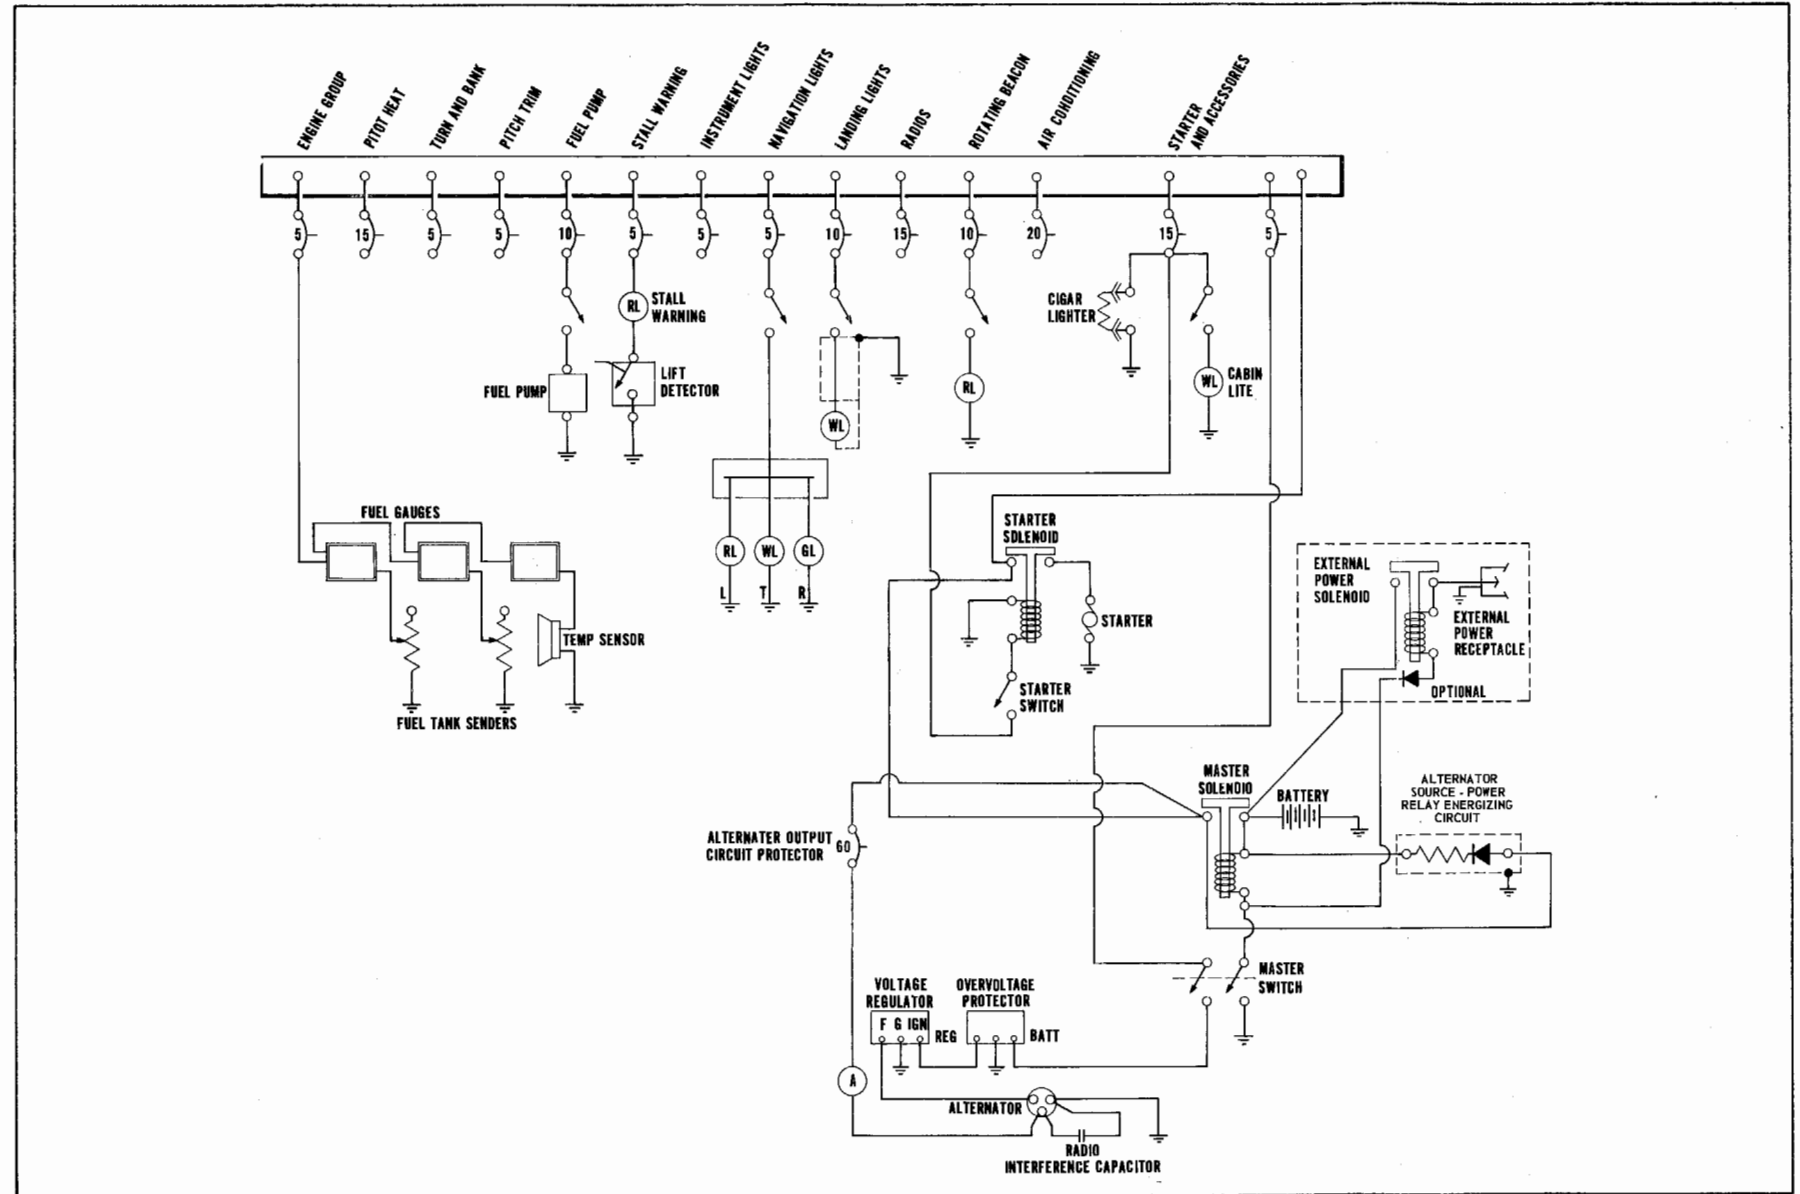 ENGINE GROUP
PITOT HEAT
TURN AND BANK
PITCH TRIM
FUEL PUMP
STALL WARNING
INSTRUMENT LIGHTS
NAVIGATION LIGHTS
LANDING LIGHTS
RADIOS
ROTATING BEACON
AIR CONDITIONING
STARTER
AND ACCESSORIES
5 15 5 5 10 5 5 5 10 15 10 20 15 5
RL
STALL
WARNING
CIGAR
LIGHTER
FUEL PUMP
LIFT
DETECTOR
WL
RL
WL
CABIN
LITE
FUEL GAUGES
RL WL GL
L T R
STARTER
SDLENOID
STARTER
STARTER
SWITCH
TEMP SENSOR
FUEL TANK SENDERS
EXTERNAL
POWER
SOLENOID
EXTERNAL
POWER
RECEPTACLE
OPTIONAL
MASTER
SOLENOIO
BATTERY
ALTERNATOR
SOURCE - POWER
RELAY ENERGIZING
CIRCUIT
ALTERNATER OUTPUT
CIRCUIT PROTECTOR
60
MASTER
SWITCH
VOLTAGE
REGULATOR
F G IGN
REG
OVERVOLTAGE
PROTECTOR
BATT
A
ALTERNATOR
RADIO
INTERFERENCE CAPACITOR